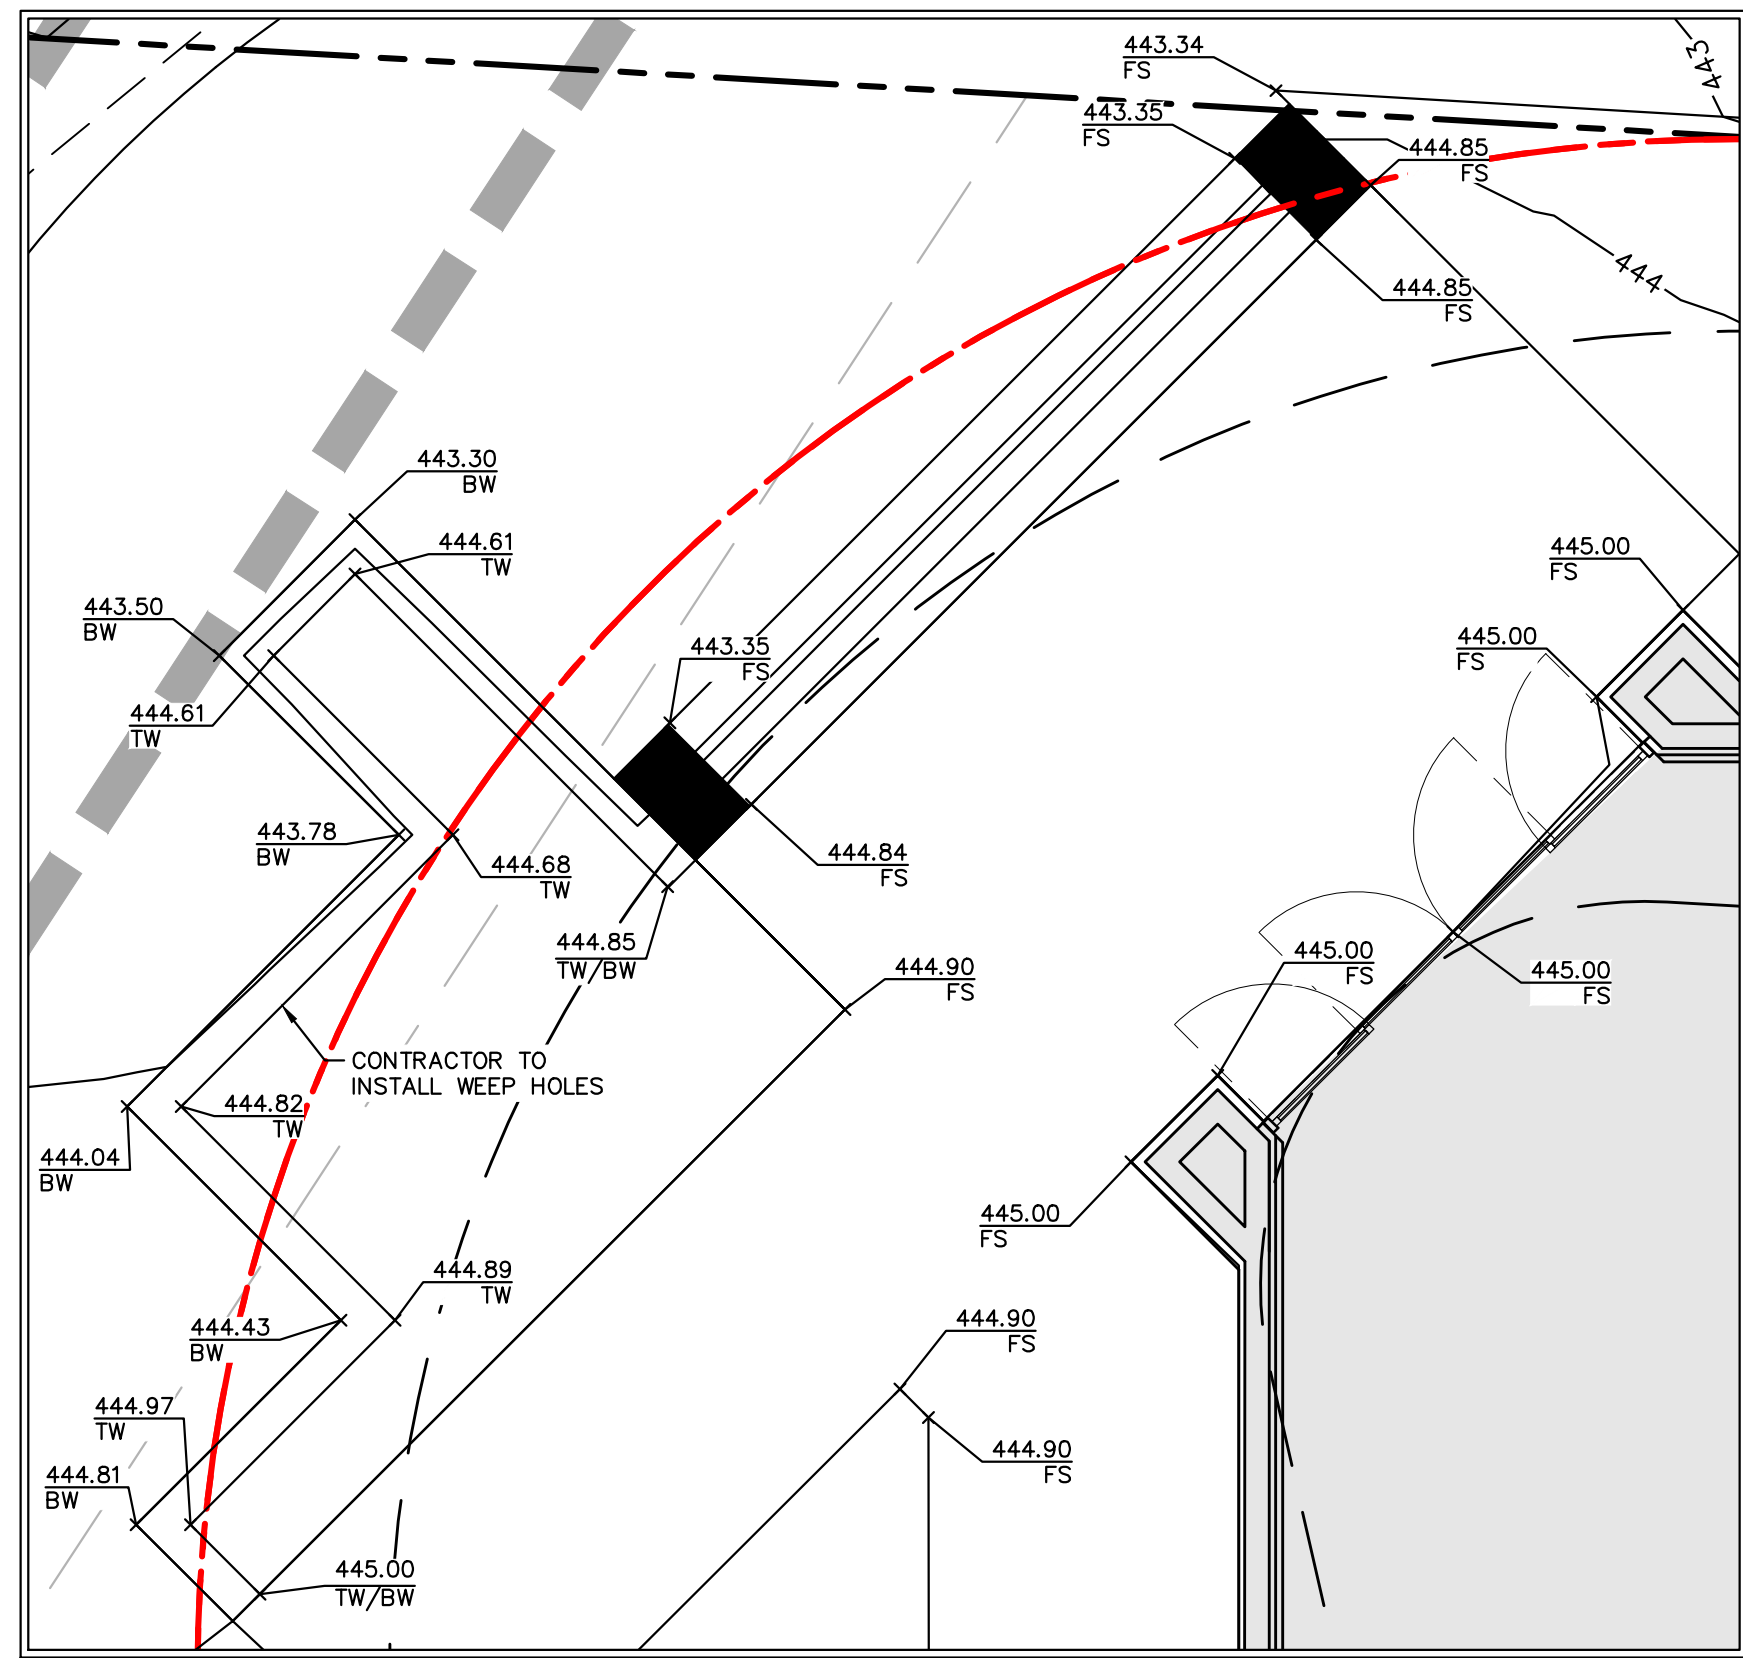 443.34
FS
443
443.35
FS
444.85
FS
444
444.85
FS
443.30
BW
444.61
TW
445.00
FS
443.50
BW
443.35
FS
445.00
FS
444.61
TW
443.78
BW
444.68
TW
444.84
FS
444.85
TW/BW
444.90
FS
445.00
FS
445.00
FS
CONTRACTOR TO
INSTALL WEEP HOLES
444.82
TW
444.04
BW
445.00
FS
444.89
TW
444.43
BW
444.90
FS
444.97
TW
444.90
FS
444.81
BW
445.00
TW/BW